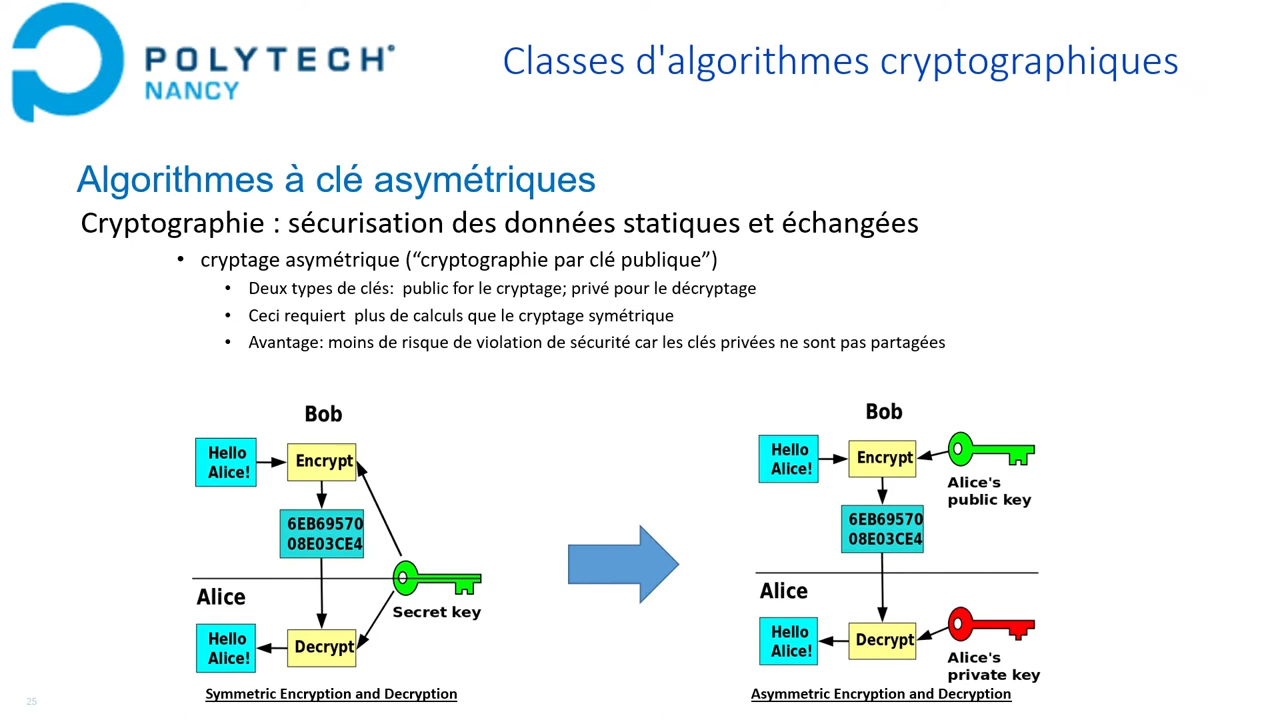 POLYTECH
NANCY
Classes d'algorithmes cryptographiques
Algorithmes à clé asymétriques
Cryptographie : sécurisation des données statiques et échangées
• cryptage asymétrique (“cryptographie par clé publique”)
• Deux types de clés: public for le cryptage; privé pour le décryptage
• Ceci requiert plus de calculs que le cryptage symétrique
• Avantage: moins de risque de violation de sécurité car les clés privées ne sont pas partagées
Bob
Hello
Alice!
Encrypt
6EB69570
08E03CE4
Alice
Secret key
Hello
Alice!
Decrypt
Symmetric Encryption and Decryption
Bob
Hello
Alice!
Encrypt
Alice's
public key
6EB69570
08E03CE4
Alice
Hello
Alice!
Decrypt
Alice's
private key
Asymmetric Encryption and Decryption
25